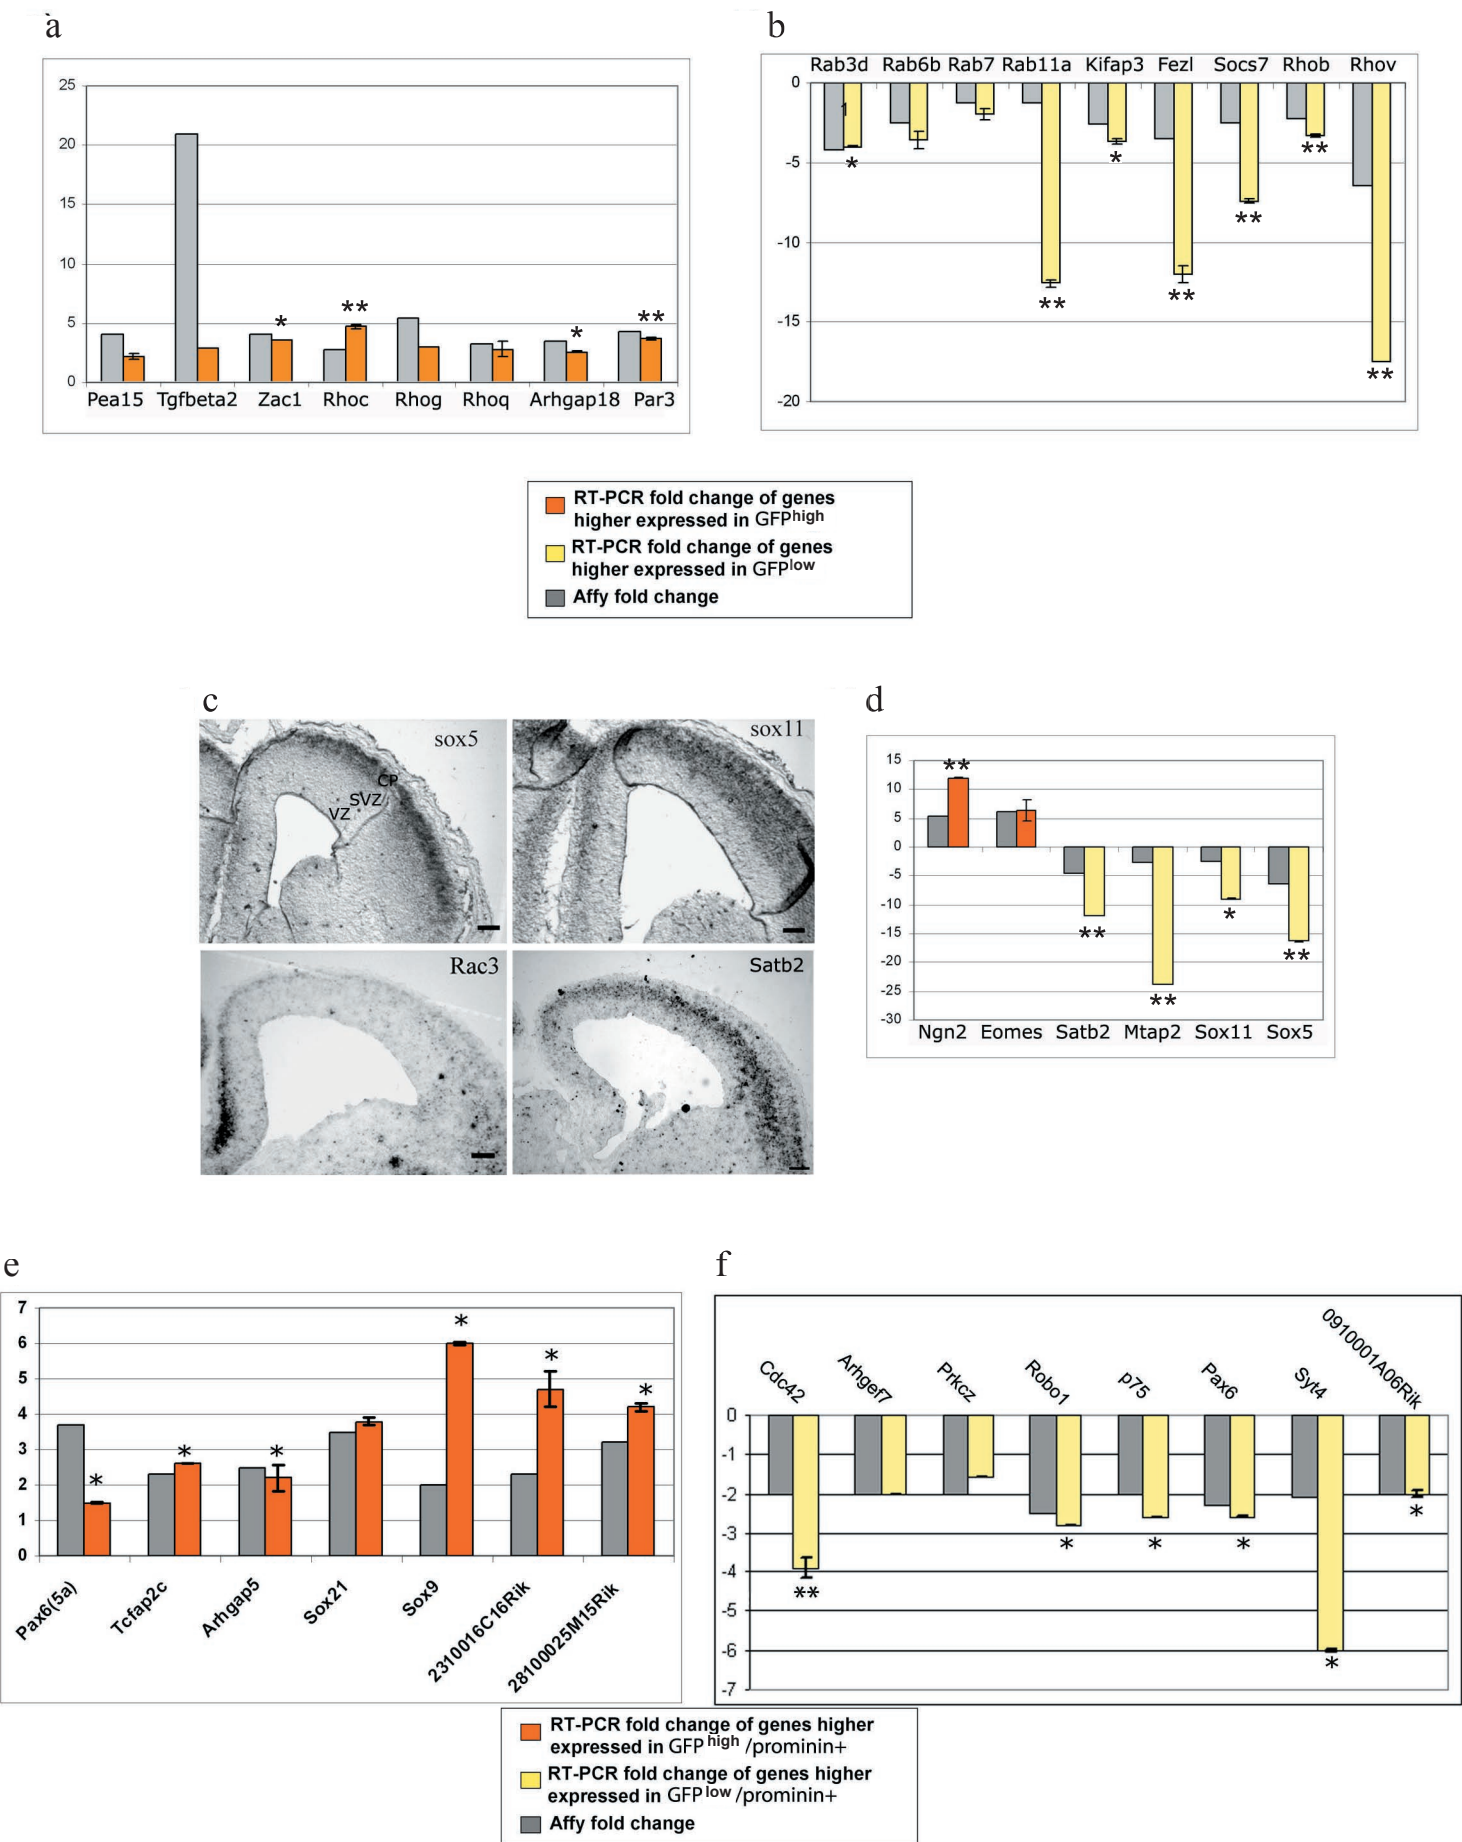 a
25
20
15
10
5
0
** * * **
Pea15 Tgfbeta2 Zac1 Rhoc Rhog Rhoq Arhgap18 Par3
b
Rab3d Rab6b Rab7 Rab11a Kifap3 Fezl Socs7 Rhob Rhov
0
-5
-10
-15
-20
1
* ** * ** ** ** **
RT-PCR fold change of genes
higher expressed in GFPhigh
RT-PCR fold change of genes
higher expressed in GFPlow
Affy fold change
c
sox5
CP
SVZ
VZ
sox11
Rac3
Satb2
d
15
10
5
0
-5
-10
-15
-20
-25
-30
** ** ** * **
Ngn2 Eomes Satb2 Mtap2 Sox11 Sox5
e
7
6
5
4
3
2
1
0
* * * * * *
Pax6(5a)
Tcfap2c
Arhgap5
Sox21
Sox9
2310016C16Rik
28100025M15Rik
f
Cdc42
Arhgef7
Prkcz
Robo1
p75
Pax6
Syt4
0910001A06Rik
0
-1
-2
-3
-4
-5
-6
-7
** * * * * *
RT-PCR fold change of genes higher
expressed in GFP high /prominin+
RT-PCR fold change of genes higher
expressed in GFP low /prominin+
Affy fold change